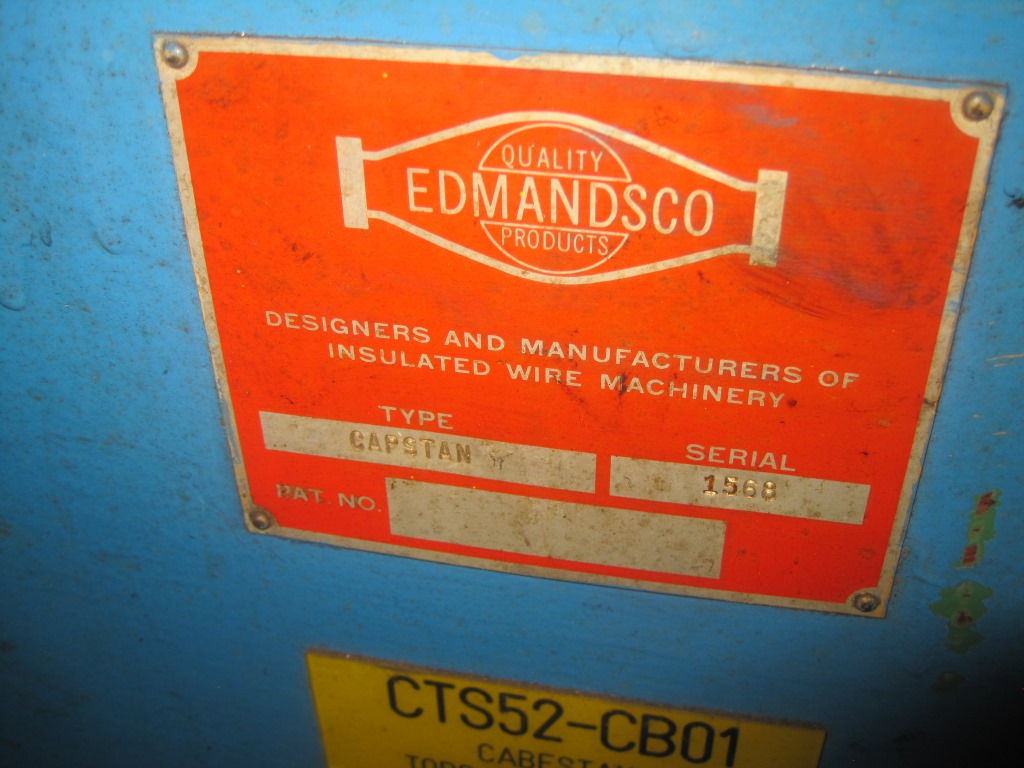 QUALITY
EDMANDSCO
PRODUCTS
DESIGNERS AND MANUFACTURERS OF
INSULATED WIRE MACHINERY
TYPE
CAPSTAN
SERIAL
1568
PAT. NO.
CTS52-CB01